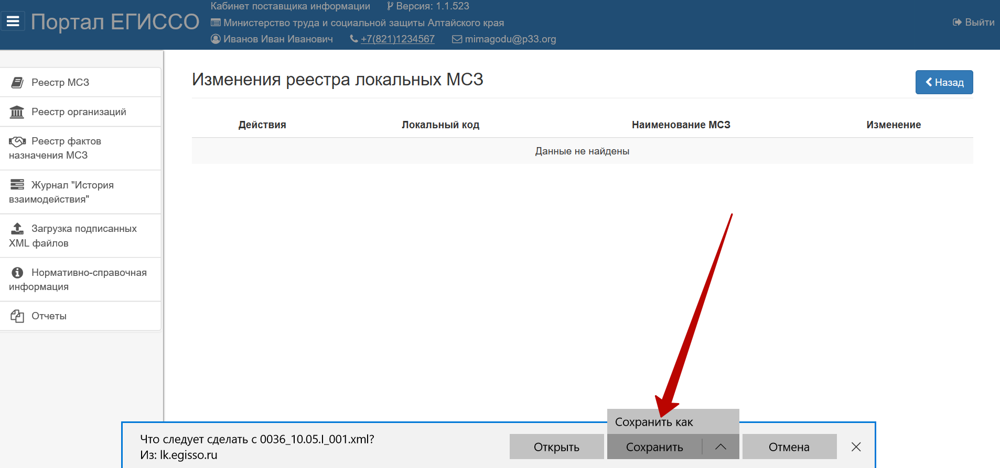 Портал ЕГИССО
Кабинет поставщика информации Версия: 1.1.523
Министерство труда и социальной защиты Алтайского края
Иванов Иван Иванович +7(821)1234567 mimagodu@p33.org
Выйти
Реестр МСЗ
Реестр организаций
Реестр фактов
назначения МСЗ
Журнал "История
взаимодействия"
Загрузка подписанных
XML файлов
Нормативно-справочная
информация
Отчеты
Изменения реестра локальных МСЗ
Назад
Действия Локальный код Наименование МСЗ Изменение
Данные не найдены
Сохранить как
Что следует сделать с 0036_10.05.I_001.xml?
Из: lk.egisso.ru
Открыть Сохранить Отмена